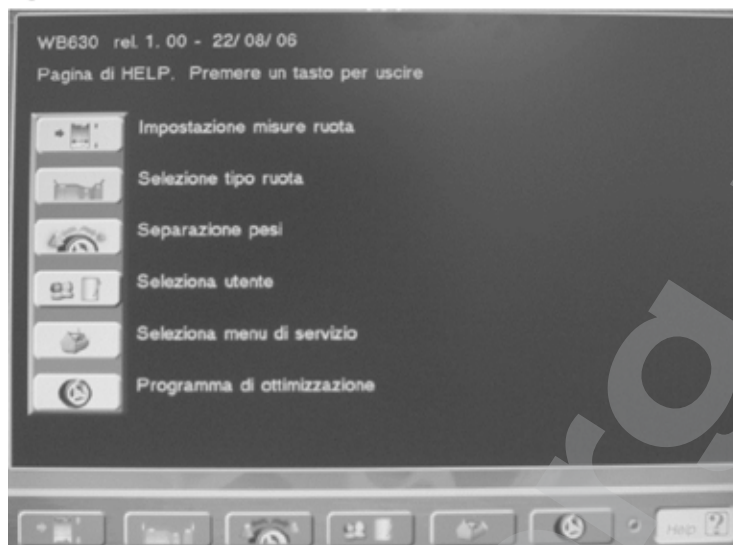 WB630 rel. 1. 00 - 22/ 08/ 06
Pagina di HELP. Premere un tasto per uscire
Impostazione misure ruota
Selezione tipo ruota
Separazione pesi
Seleziona utente
Seleziona menu di servizio
Programma di ottimizzazione
Help ?